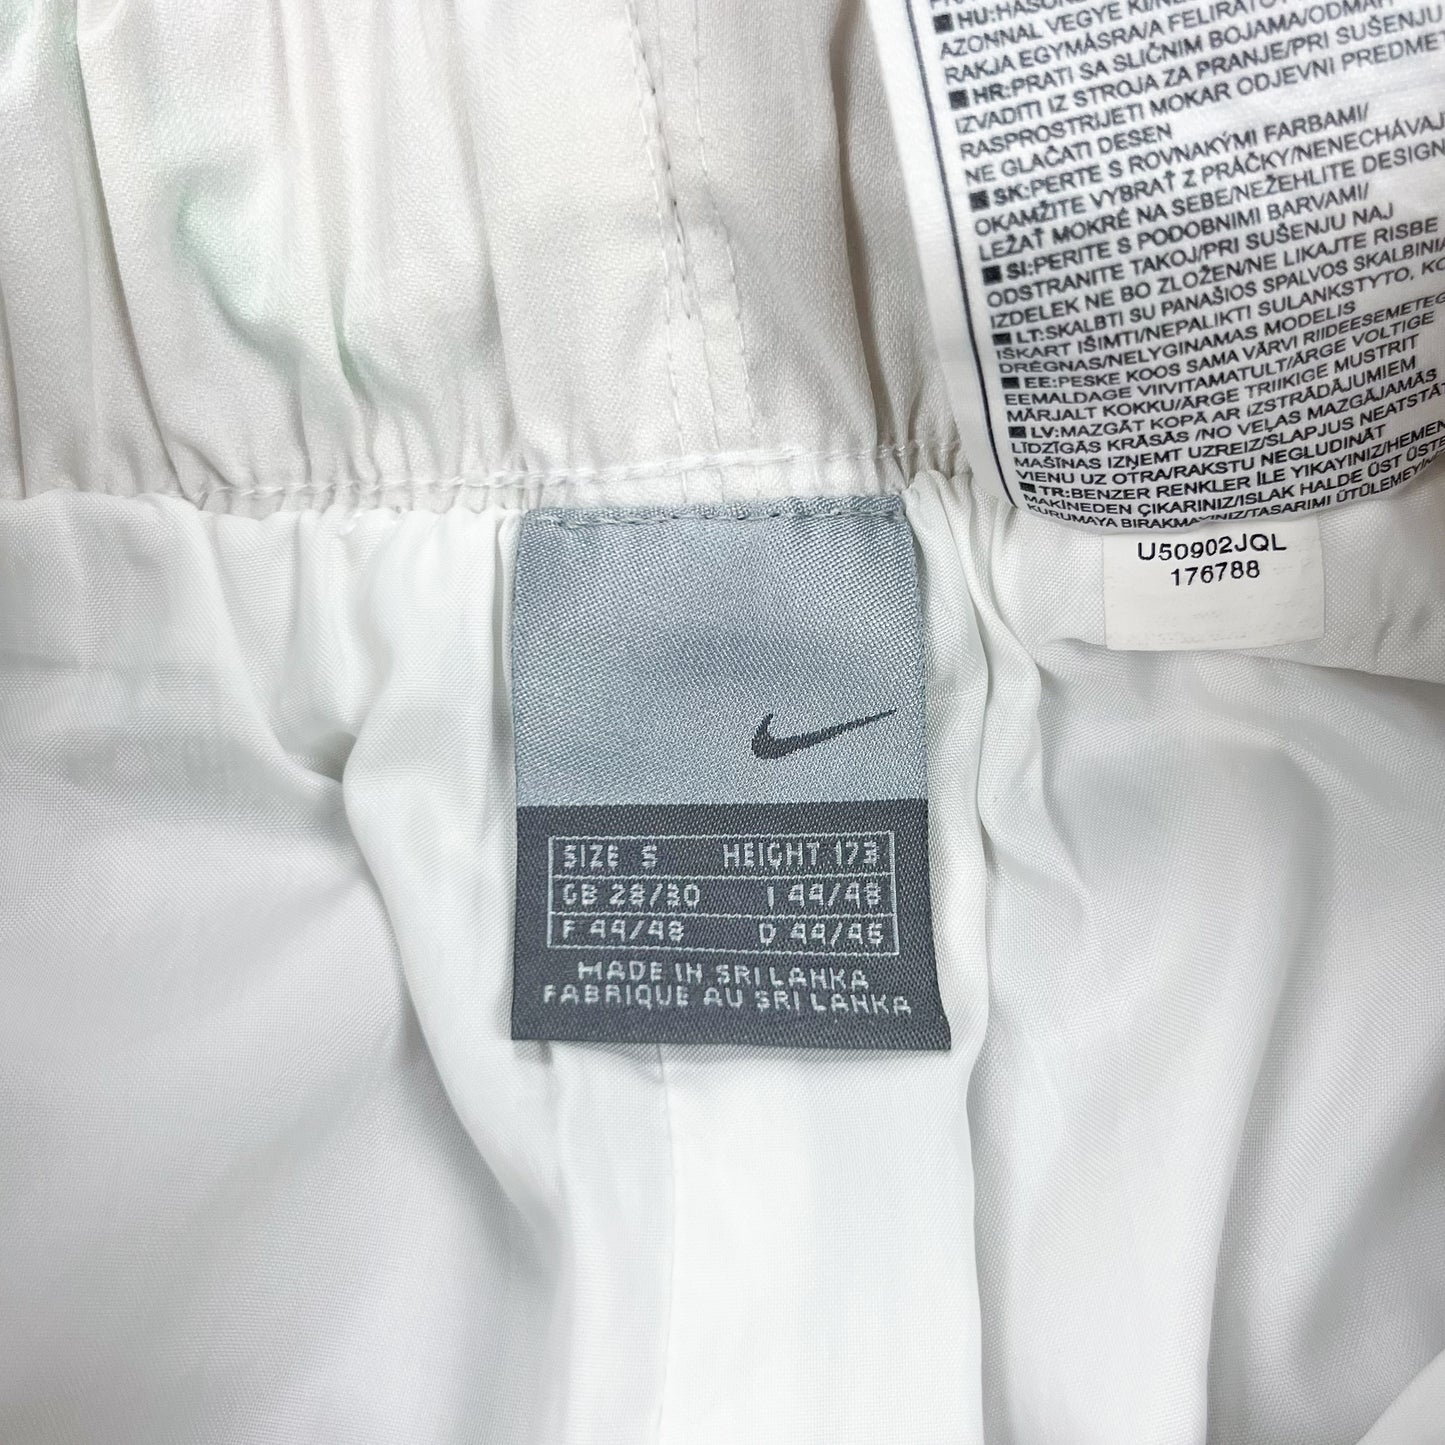 HU:HASON
AZONNAL VEGYE KI/NE
RAKJA EGYMÁSRA/A FELIRATO
HR:PRATI SA SLIČNIM BOJAMA/ODMAH
IZVADITI IZ STROJA ZA PRANJE/PRI SUŠENJU
RASPROSTRIJETI MOKAR ODJEVNI PREDMET
NE GLAČATI DESEN
SK:PERTE S ROVNAKÝMI FARBAMI/
OKAMŽITE VYBRAŤ Z PRÁČKY/NENECHÁVAJ
LEŽAŤ MOKRÉ NA SEBE/NEŽEHLITE DESIGN
SI:PERITE S PODOBNIMI BARVAMI/
ODSTRANITE TAKOJ/PRI SUŠENJU NAJ
IZDELEK NE BO ZLOŽEN/NE LIKAJTE RISBE
LT:SKALBTI SU PANAŠIOS SPALVOS SKALBINIA
IŠKART IŠIMTI/NEPALIKTI SULANKSTYTO, KO
DRĖGNAS/NELYGINAMAS MODELIS
EE:PESKE KOOS SAMA VÄRVI RIIDEESEMETEG
EEMALDAGE VIIVITAMATULT/ÄRGE VOLTIGE
MÄRJALT KOKKU/ÄRGE TRIIKIGE MUSTRIT
LV:MAZGĀT KOPĀ AR IZSTRĀDĀJUMIEM
LĪDZĪGĀS KRĀSĀS /NO VEĻAS MAZGĀJAMĀS
MAŠĪNAS IZŅEMT UZREIZ/SLAPJUS NEATSTĀT
VIENU UZ OTRA/RAKSTU NEGLUDINĀT
TR:BENZER RENKLER İLE YIKAYINIZ/HEMEN
MAKİNEDEN ÇIKARINIZ/ISLAK HALDE ÜST ÜSTE
KURUMAYA BIRAKMAYINIZ/TASARIMI ÜTÜLEMEYİ
U50902JQL
176788
SIZE S HEIGHT 173
GB 28/30 I 44/48
F 44/48 D 44/46
MADE IN SRI LANKA
FABRIQUE AU SRI LANKA